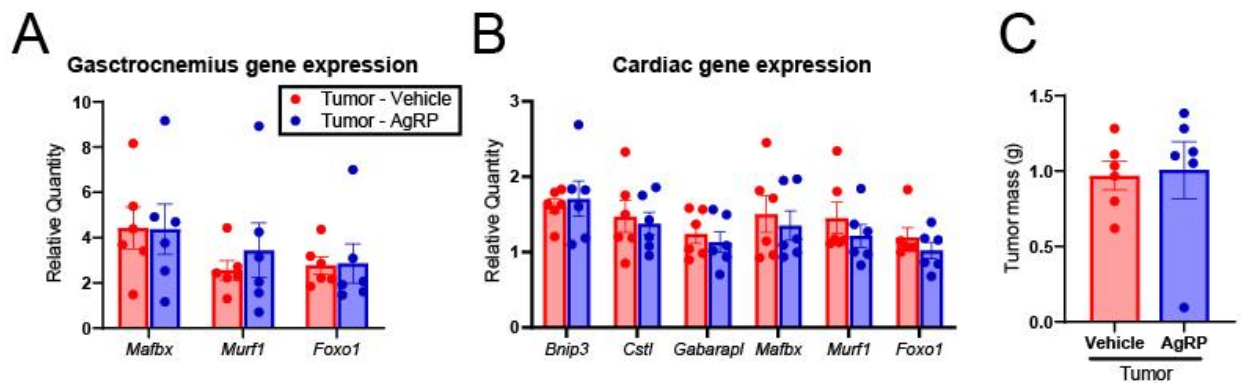 A
Gasctrocnemius gene expression
Tumor - Vehicle
Tumor - AgRP
Relative Quantity
10
8
6
4
2
0
Mafbx Murf1 Foxo1
B
Cardiac gene expression
Relative Quantity
3
2
1
0
Bnip3 Cstl Gabarapl Mafbx Murf1 Foxo1
C
Tumor mass (g)
1.5
1.0
0.5
0.0
Vehicle AgRP
Tumor